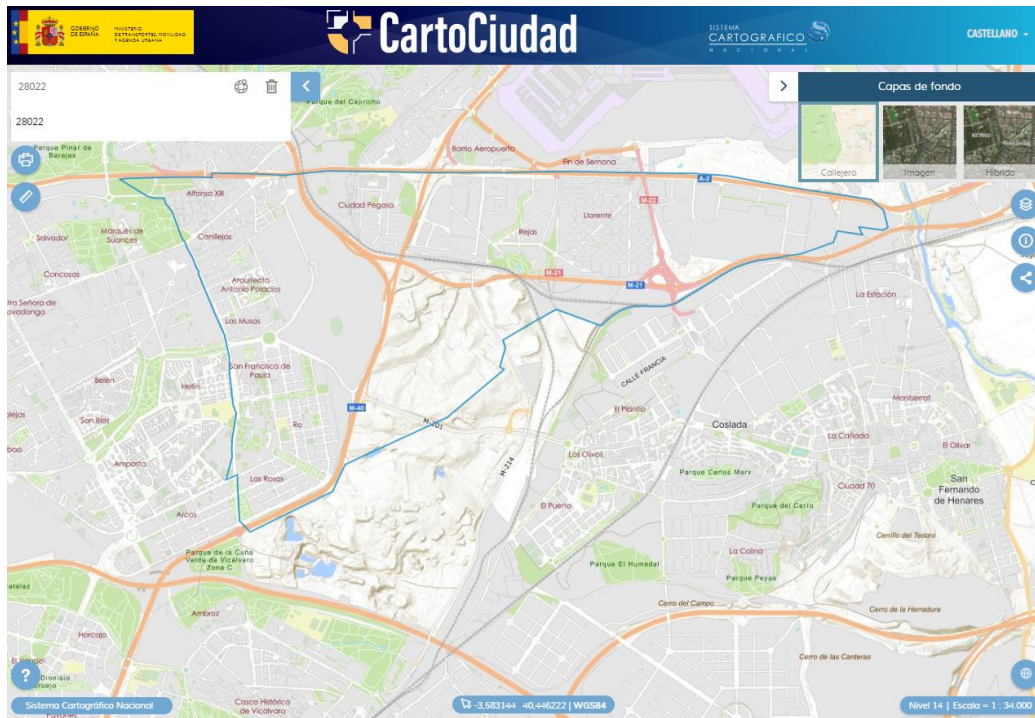 GOBIERNO
DE ESPAÑA
MINISTERIO
DE TRANSPORTES, MOVILIDAD
Y AGENDA URBANA
CartoCiudad
SISTEMA
CARTOGRAFICO
NACIONAL
CASTELLANO
28022
28022
Capas de fondo
Callejero
Imagen
Híbrido
Parque del Capricho
Parque Pinar de
Barajas
Barrio Aeropuerto
Fin de Semana
A-2
Alfonso XIII
Ciudad Pegaso
M-22
Llorente
Rejas
Salvador
Marqués de
Suances
Canillejas
Concosos
M-21
M-21
Arquitecto
Antonio Palacios
La Estación
Las Musas
San Francisco de
Paula
CALLE FRANCIA
Belén
Hellín
Montserrat
M-40
San Blas
M-201
El Plantío
Coslada
Ro
La Cañada
El Olivar
Los Olivos
Amposta
M-214
Parque Carlos Marx
Las Rosas
Ciudad 70
San
Fernando
de Henares
El Puerto
Parque del Cerro
Arcos
Cerrillo del Tesoro
Parque de la Cuña
Verde de Vicálvaro
Zona C
La Colina
Parque El Humedal
Parque Peyas
Ambroz
Cerro del Campo
Cerro de la Herradura
Horcajo
Cerro de las Canteras
Casco Histórico
de Vicálvaro
Sistema Cartográfico Nacional
-3,583144 40,446222 | WGS84
Nivel 14 | Escala = 1 : 34.000